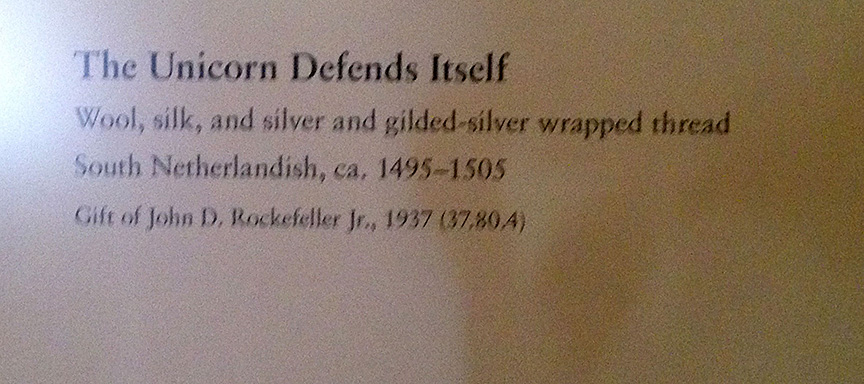 The Unicorn Defends Itself
Wool, silk, and silver and gilded-silver wrapped thread
South Netherlandish, ca. 1495–1505
Gift of John D. Rockefeller Jr., 1937 (37.80.4)